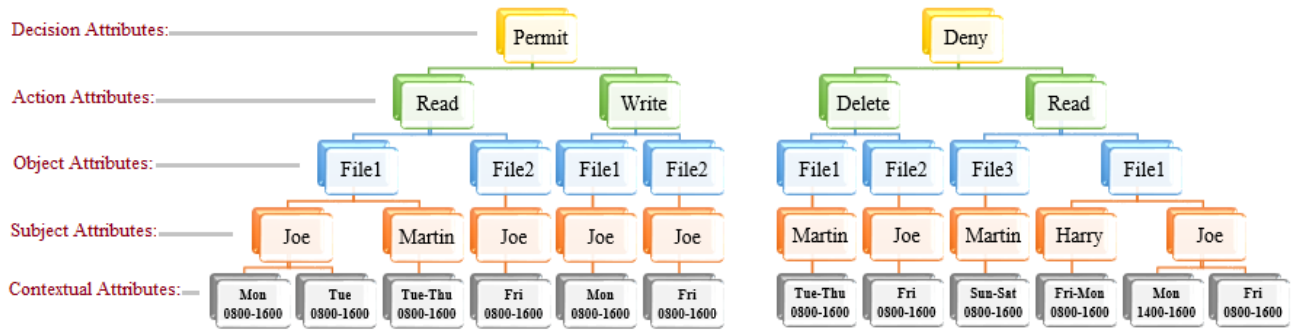 Decision Attributes:
Permit
Deny
Action Attributes:
Read
Write
Delete
Read
Object Attributes:
File1
File2
File1
File2
File1
File2
File3
File1
Subject Attributes:
Joe
Martin
Joe
Joe
Joe
Martin
Joe
Martin
Harry
Joe
Contextual Attributes:
Mon
0800-1600
Tue
0800-1600
Tue-Thu
0800-1600
Fri
0800-1600
Mon
0800-1600
Fri
0800-1600
Tue-Thu
0800-1600
Fri
0800-1600
Sun-Sat
0800-1600
Fri-Mon
0800-1600
Mon
1400-1600
Fri
0800-1600